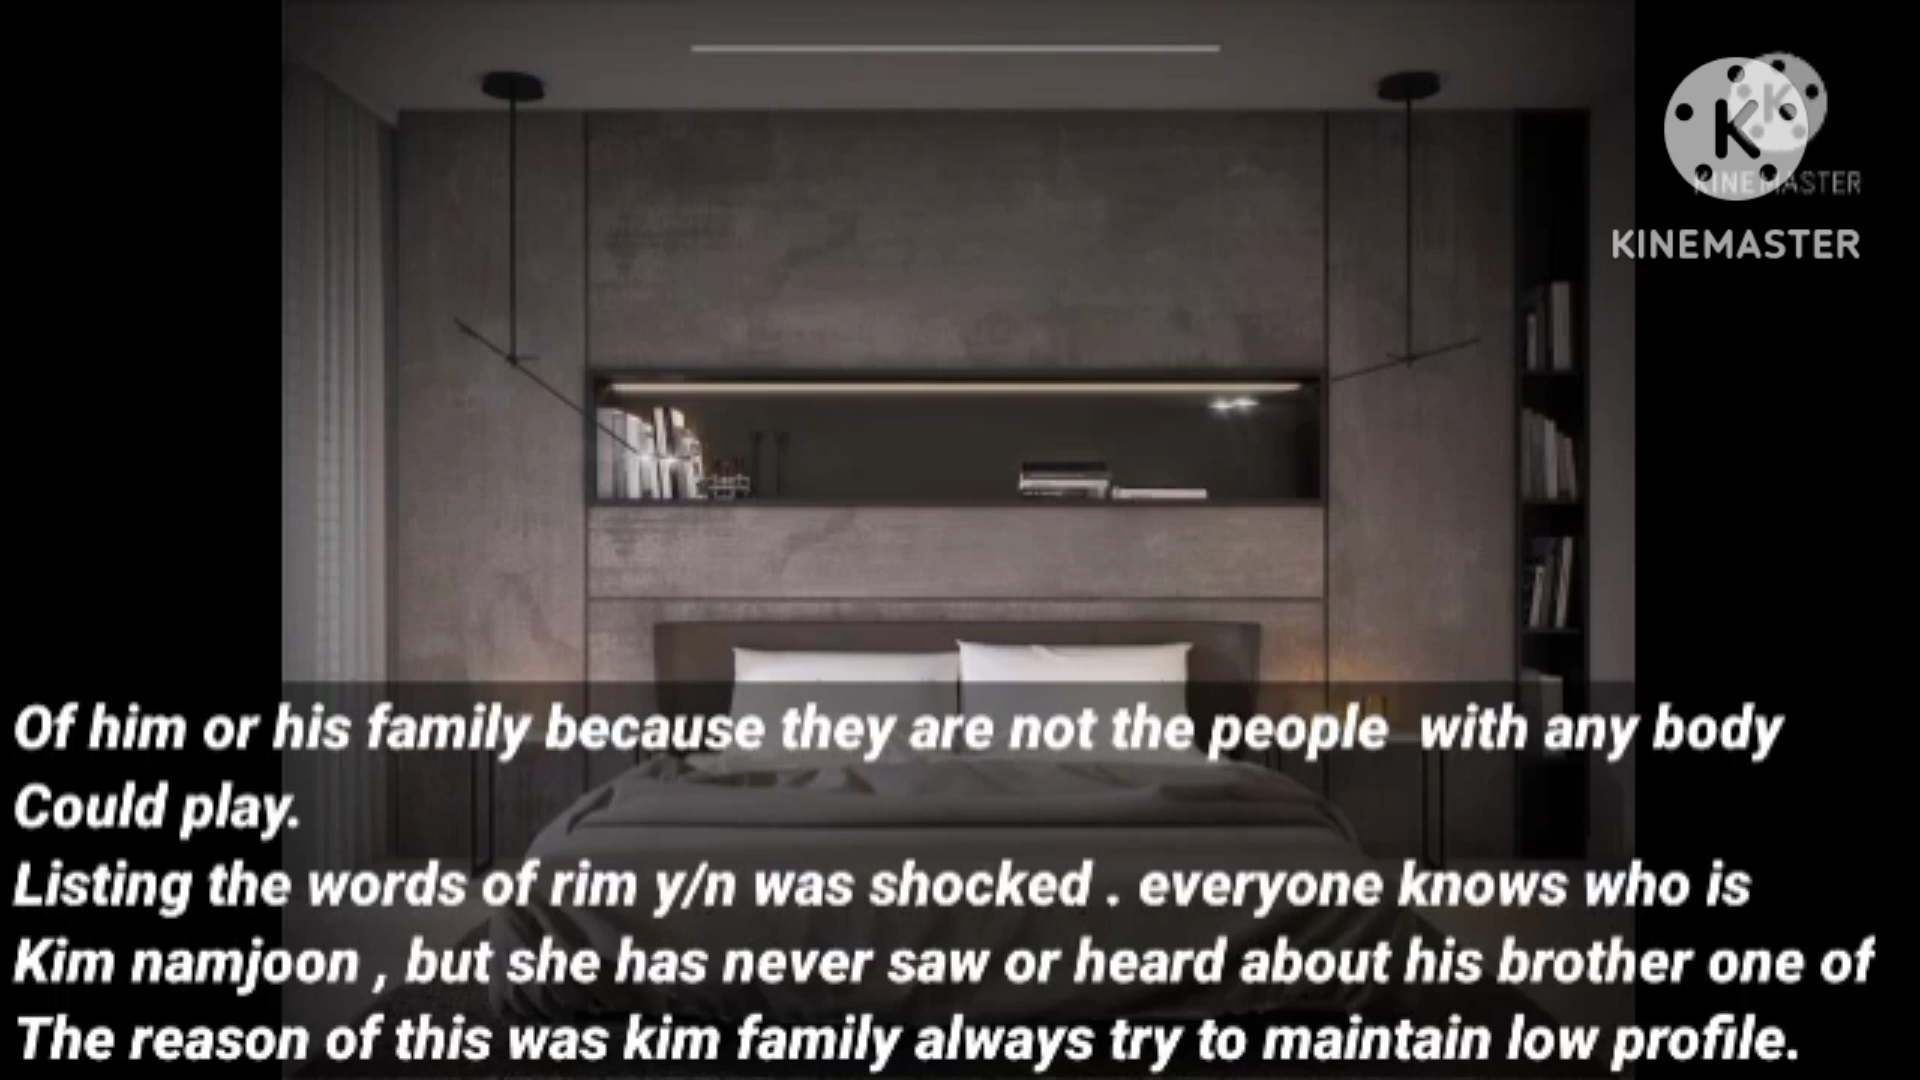 KINEMASTER
KINEMASTER
Of him or his family because they are not the people with any body
Could play.
Listing the words of rim y/n was shocked . everyone knows who is
Kim namjoon , but she has never saw or heard about his brother one of
The reason of this was kim family always try to maintain low profile.